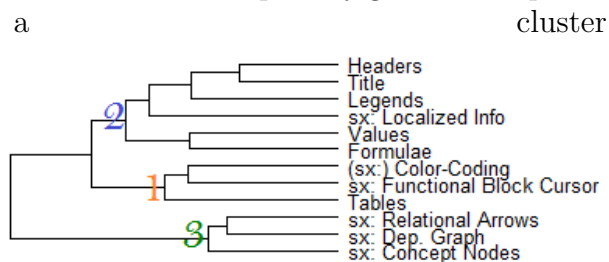 a cluster
Headers
Title
Legends
2
sx: Localized Info
Values
Formulae
(sx:) Color-Coding
1
sx: Functional Block Cursor
Tables
sx: Relational Arrows
3
sx: Dep. Graph
sx: Concept Nodes